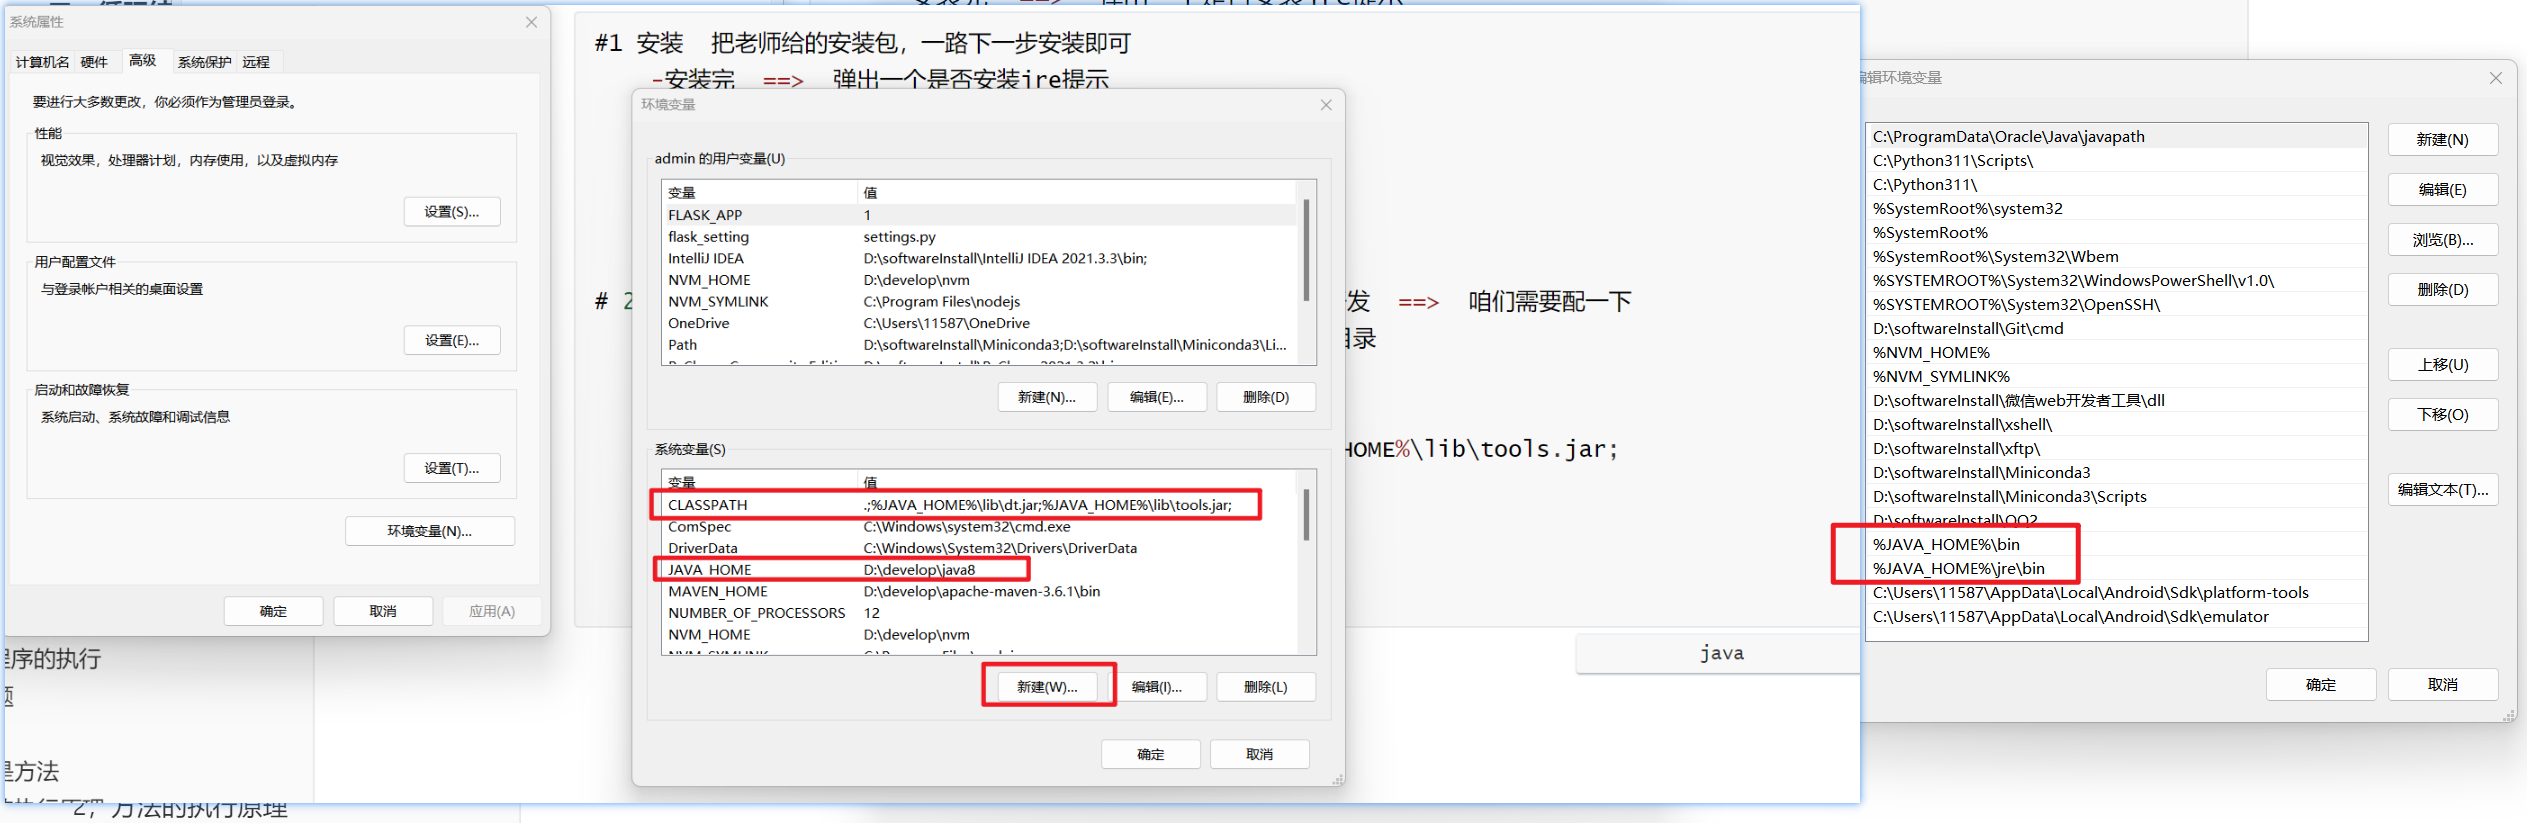 系统属性
计算机名 硬件 高级 系统保护 远程
要进行大多数更改，你必须作为管理员登录。
性能
视觉效果，处理器计划，内存使用，以及虚拟内存
设置(S)...
用户配置文件
与登录帐户相关的桌面设置
设置(E)...
启动和故障恢复
系统启动、系统故障和调试信息
设置(T)...
环境变量(N)...
确定 取消 应用(A)
程序的执行
题
是方法
2，方法的执行原理
#1 安装 把老师给的安装包，一路下一步安装即可
-安装完 ==> 弹出一个是否安装jre提示
# 2
发 ==> 咱们需要配一下
目录
HOME%\lib\tools.jar;
java
环境变量
admin 的用户变量(U)
变量 值
FLASK_APP 1
flask_setting settings.py
IntelliJ IDEA D:\softwareInstall\IntelliJ IDEA 2021.3.3\bin;
NVM_HOME D:\develop\nvm
NVM_SYMLINK C:\Program Files\nodejs
OneDrive C:\Users\11587\OneDrive
Path D:\softwareInstall\Miniconda3;D:\softwareInstall\Miniconda3\Li...
新建(N)... 编辑(E)... 删除(D)
系统变量(S)
变量 值
CLASSPATH .;%JAVA_HOME%\lib\dt.jar;%JAVA_HOME%\lib\tools.jar;
ComSpec C:\Windows\system32\cmd.exe
DriverData C:\Windows\System32\Drivers\DriverData
JAVA_HOME D:\develop\java8
MAVEN_HOME D:\develop\apache-maven-3.6.1\bin
NUMBER_OF_PROCESSORS 12
NVM_HOME D:\develop\nvm
新建(W)... 编辑(I)... 删除(L)
确定 取消
编辑环境变量
C:\ProgramData\Oracle\Java\javapath
C:\Python311\Scripts\
C:\Python311\
%SystemRoot%\system32
%SystemRoot%
%SystemRoot%\System32\Wbem
%SYSTEMROOT%\System32\WindowsPowerShell\v1.0\
%SYSTEMROOT%\System32\OpenSSH\
D:\softwareInstall\Git\cmd
%NVM_HOME%
%NVM_SYMLINK%
D:\softwareInstall\微信web开发者工具\dll
D:\softwareInstall\xshell\
D:\softwareInstall\xftp\
D:\softwareInstall\Miniconda3
D:\softwareInstall\Miniconda3\Scripts
D:\softwareInstall\QQ2
%JAVA_HOME%\bin
%JAVA_HOME%\jre\bin
C:\Users\11587\AppData\Local\Android\Sdk\platform-tools
C:\Users\11587\AppData\Local\Android\Sdk\emulator
新建(N)
编辑(E)
浏览(B)...
删除(D)
上移(U)
下移(O)
编辑文本(T)...
确定 取消